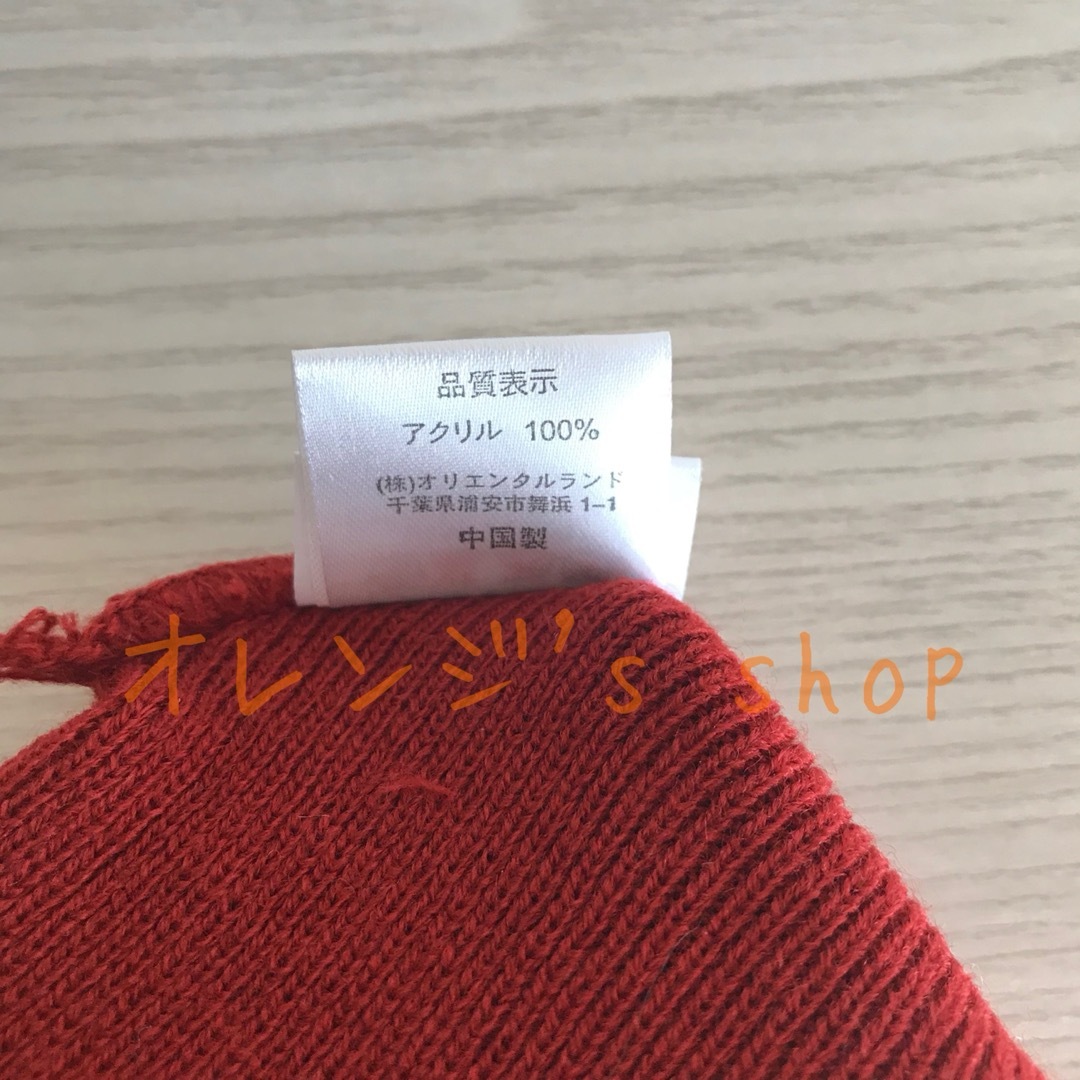 品質表示
アクリル 100%
(株)オリエンタルランド
千葉県浦安市舞浜 1-1
中国製
オレンジ's shop